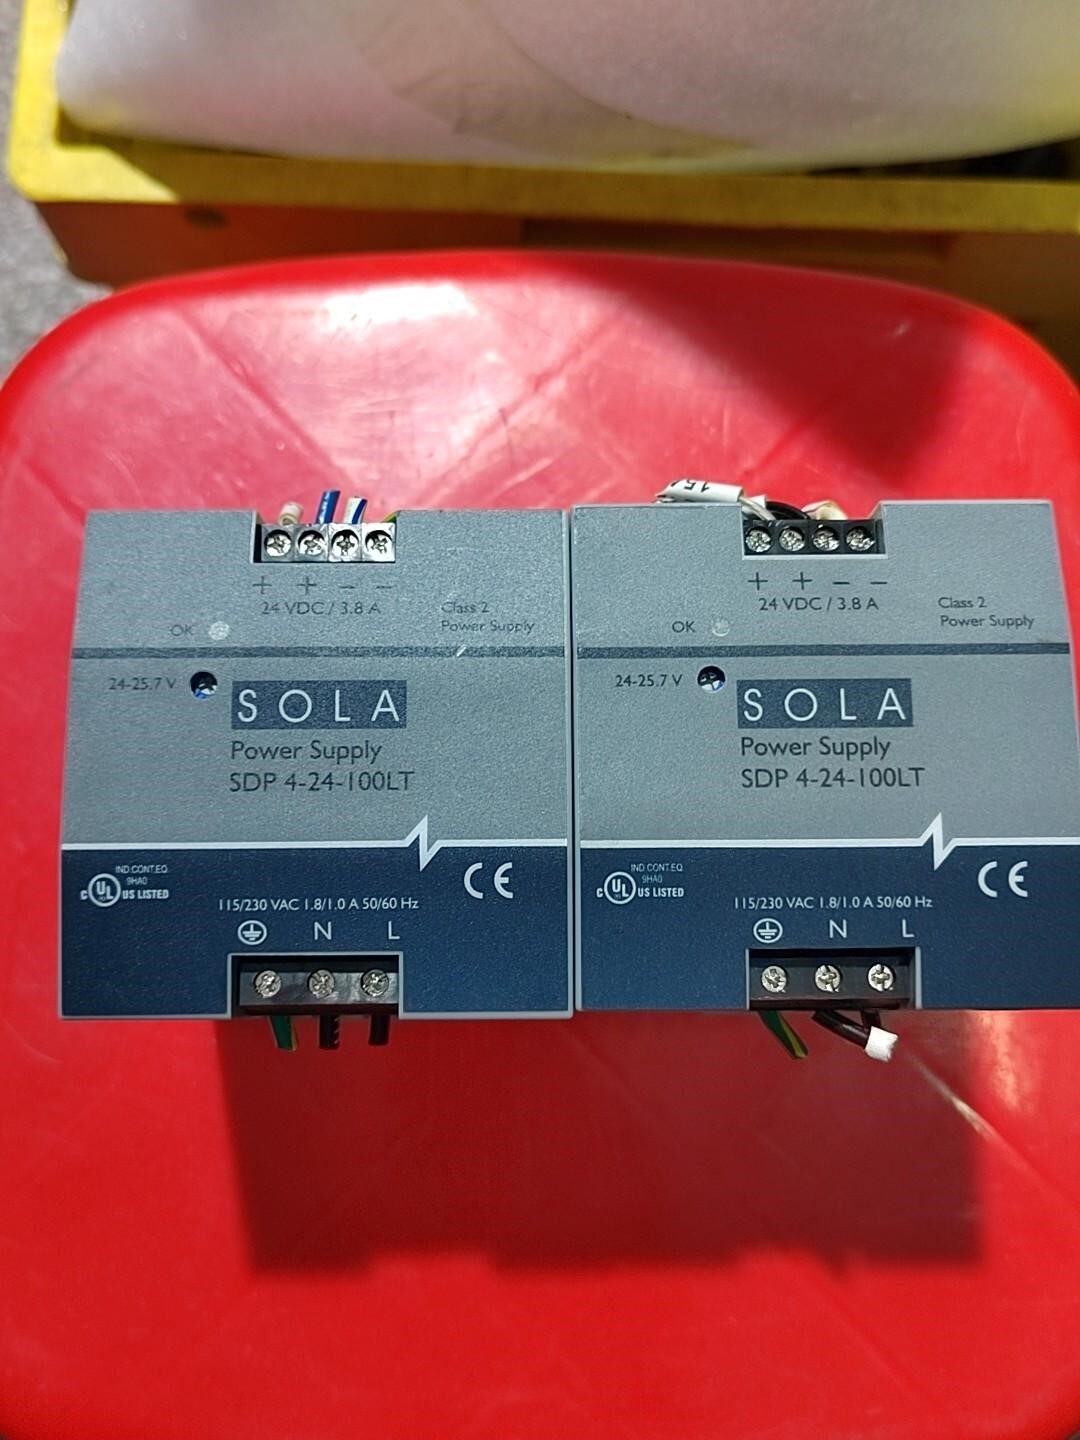 + + − −
24 VDC / 3.8 A
Class 2
Power Supply
OK
24-25.7 V
SOLA
Power Supply
SDP 4-24-100LT
IND.CONT.EQ.
9HA0
c UL US LISTED
CE
115/230 VAC 1.8/1.0 A 50/60 Hz
N L
15
+ + − −
24 VDC / 3.8 A
Class 2
Power Supply
OK
24-25.7 V
SOLA
Power Supply
SDP 4-24-100LT
IND.CONT.EQ.
9HA0
c UL US LISTED
CE
115/230 VAC 1.8/1.0 A 50/60 Hz
N L